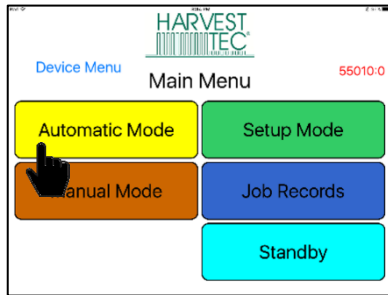 HARVEST
TEC
Device Menu
Main Menu
55010:0
Automatic Mode
Setup Mode
Manual Mode
Job Records
Standby